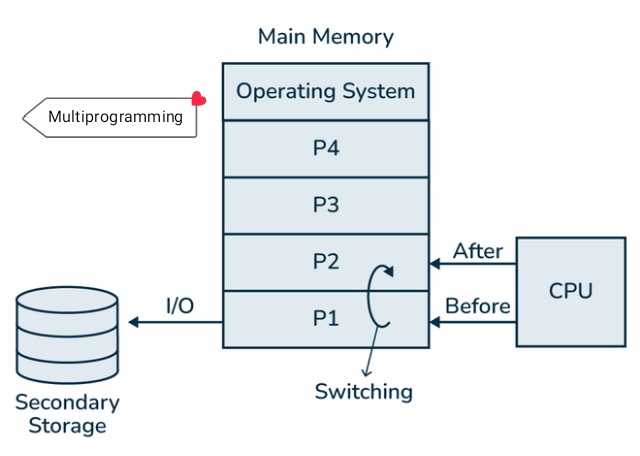 Main Memory
Multiprogramming
Operating System
P4
P3
P2
P1
After
Before
CPU
I/O
Switching
Secondary
Storage